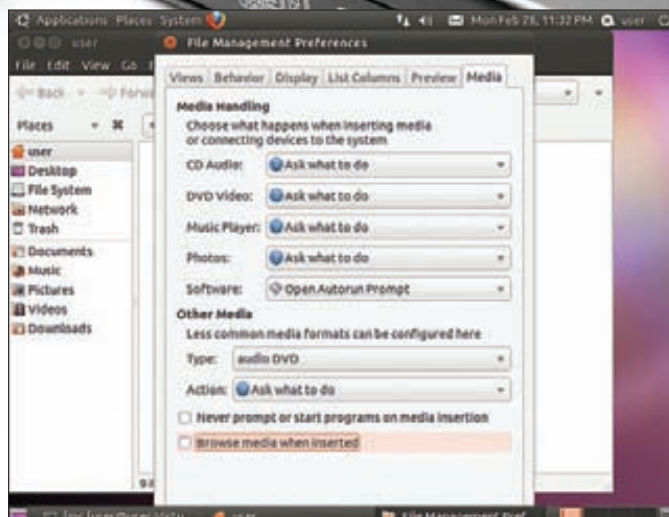 Applications Places System Mon Feb 28, 11:32 PM user
user
File Management Preferences
File Edit View Go
Back
Views Behavior Display List Columns Preview Media
Places
user
Desktop
File System
Network
Trash
Documents
Music
Pictures
Videos
Downloads
Media Handling
Choose what happens when inserting media
or connecting devices to the system
CD Audio: Ask what to do
DVD Video: Ask what to do
Music Player: Ask what to do
Photos: Ask what to do
Software: Open Autorun Prompt
Other Media
Less common media formats can be configured here
Type: audio DVD
Action: Ask what to do
Never prompt or start programs on media insertion
Browse media when inserted